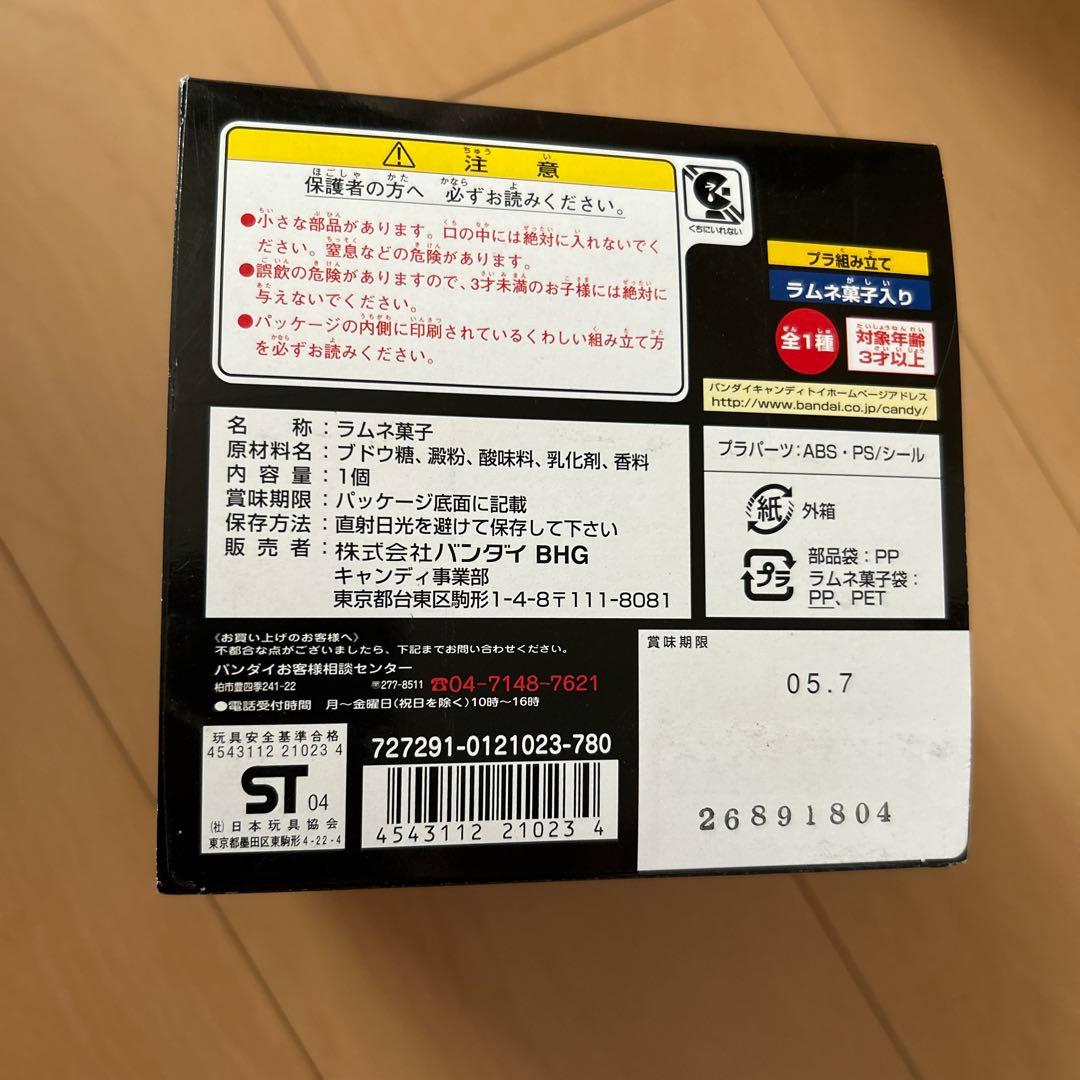 注意
保護者の方へ 必ずお読みください。
●小さな部品があります。口の中には絶対に入れないでく
ださい。窒息などの危険があります。
●誤飲の危険がありますので、3才未満のお子様には絶対に
与えないでください。
●パッケージの内側に印刷されているくわしい組み立て方
を必ずお読みください。
くちにいれない
プラ組み立て
ラムネ菓子入り
全1種
対象年齢
3才以上
バンダイキャンディトイホームページアドレス
http://www.bandai.co.jp/candy/
名称：ラムネ菓子
原材料名：ブドウ糖、澱粉、酸味料、乳化剤、香料
内容量：1個
賞味期限：パッケージ底面に記載
保存方法：直射日光を避けて保存して下さい
販売者：株式会社バンダイ BHG
キャンディ事業部
東京都台東区駒形1-4-8〒111-8081
プラパーツ：ABS・PS/シール
紙 外箱
プラ 部品袋：PP
ラムネ菓子袋：
PP、PET
《お買い上げのお客様へ》
不都合な点がございましたら、下記までお問い合わせください。
バンダイお客様相談センター
柏市豊四季241-22 〒277-8511 ☎04-7148-7621
●電話受付時間 月〜金曜日(祝日を除く)10時〜16時
玩具安全基準合格
4543112 21023 4
ST 04
(社)日本玩具協会
東京都墨田区東駒形4-22-4
727291-0121023-780
4543112 21023 4
賞味期限
05.7
26891804